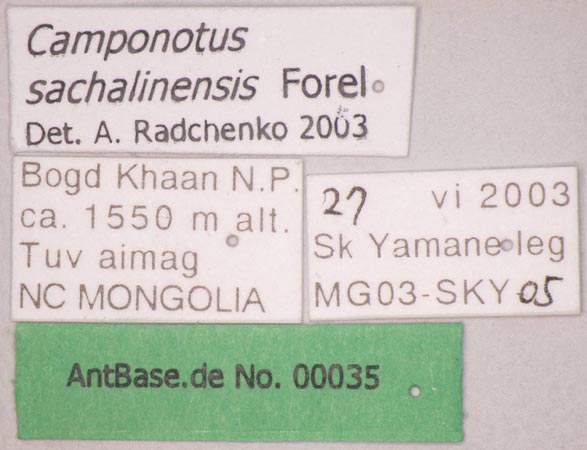 Camponotus
sachalinensis Forel
Det. A. Radchenko 2003
Bogd Khaan N.P.
ca. 1550 m alt.
Tuv aimag
NC MONGOLIA
27 vi 2003
Sk Yamane leg
MG03-SKY 05
AntBase.de No. 00035